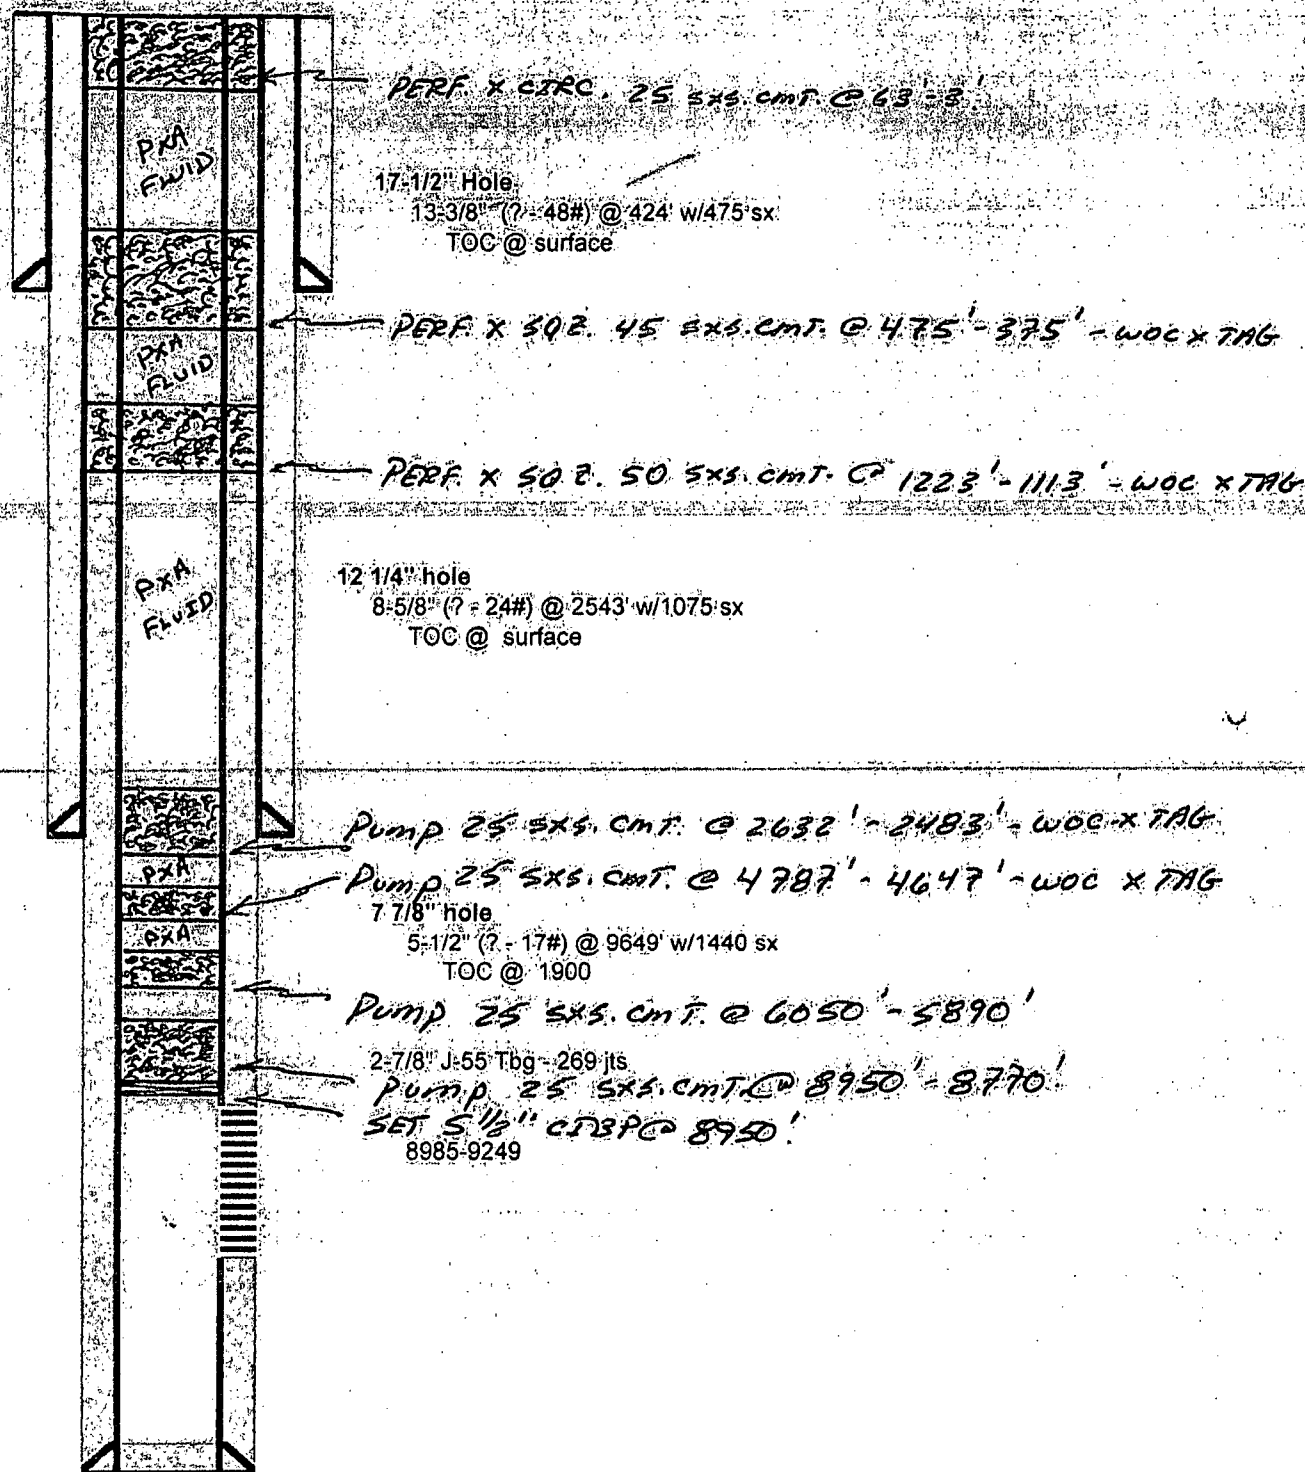 PERF. X CIRC. 25 sxs. cmt. @ 63'-3'
PXA
FLUID
17-1/2" Hole
13-3/8" (? - 48#) @ 424' w/475 sx
TOC @ surface
PERF. X SQZ. 45 sxs. cmt. @ 475'-375' - WOC X TAG
PXA
FLUID
PERF. X SQZ. 50 sxs. cmt. @ 1223'-1113' - WOC X TAG
PXA
FLUID
12 1/4" hole
8-5/8" (? - 24#) @ 2543' w/1075 sx
TOC @ surface
Pump 25 sxs. cmt. @ 2632'-2483' - WOC X TAG
PXA
Pump 25 sxs. cmt. @ 4787'-4647' - WOC X TAG
7 7/8" hole
PXA
5-1/2" (? - 17#) @ 9649' w/1440 sx
TOC @ 1900
Pump 25 sxs. cmt. @ 6050'-5890'
2-7/8" J-55 Tbg - 269 jts
Pump 25 sxs. cmt. @ 8950'-8770'
SET 5 1/2" CIBP @ 8950'
8985-9249